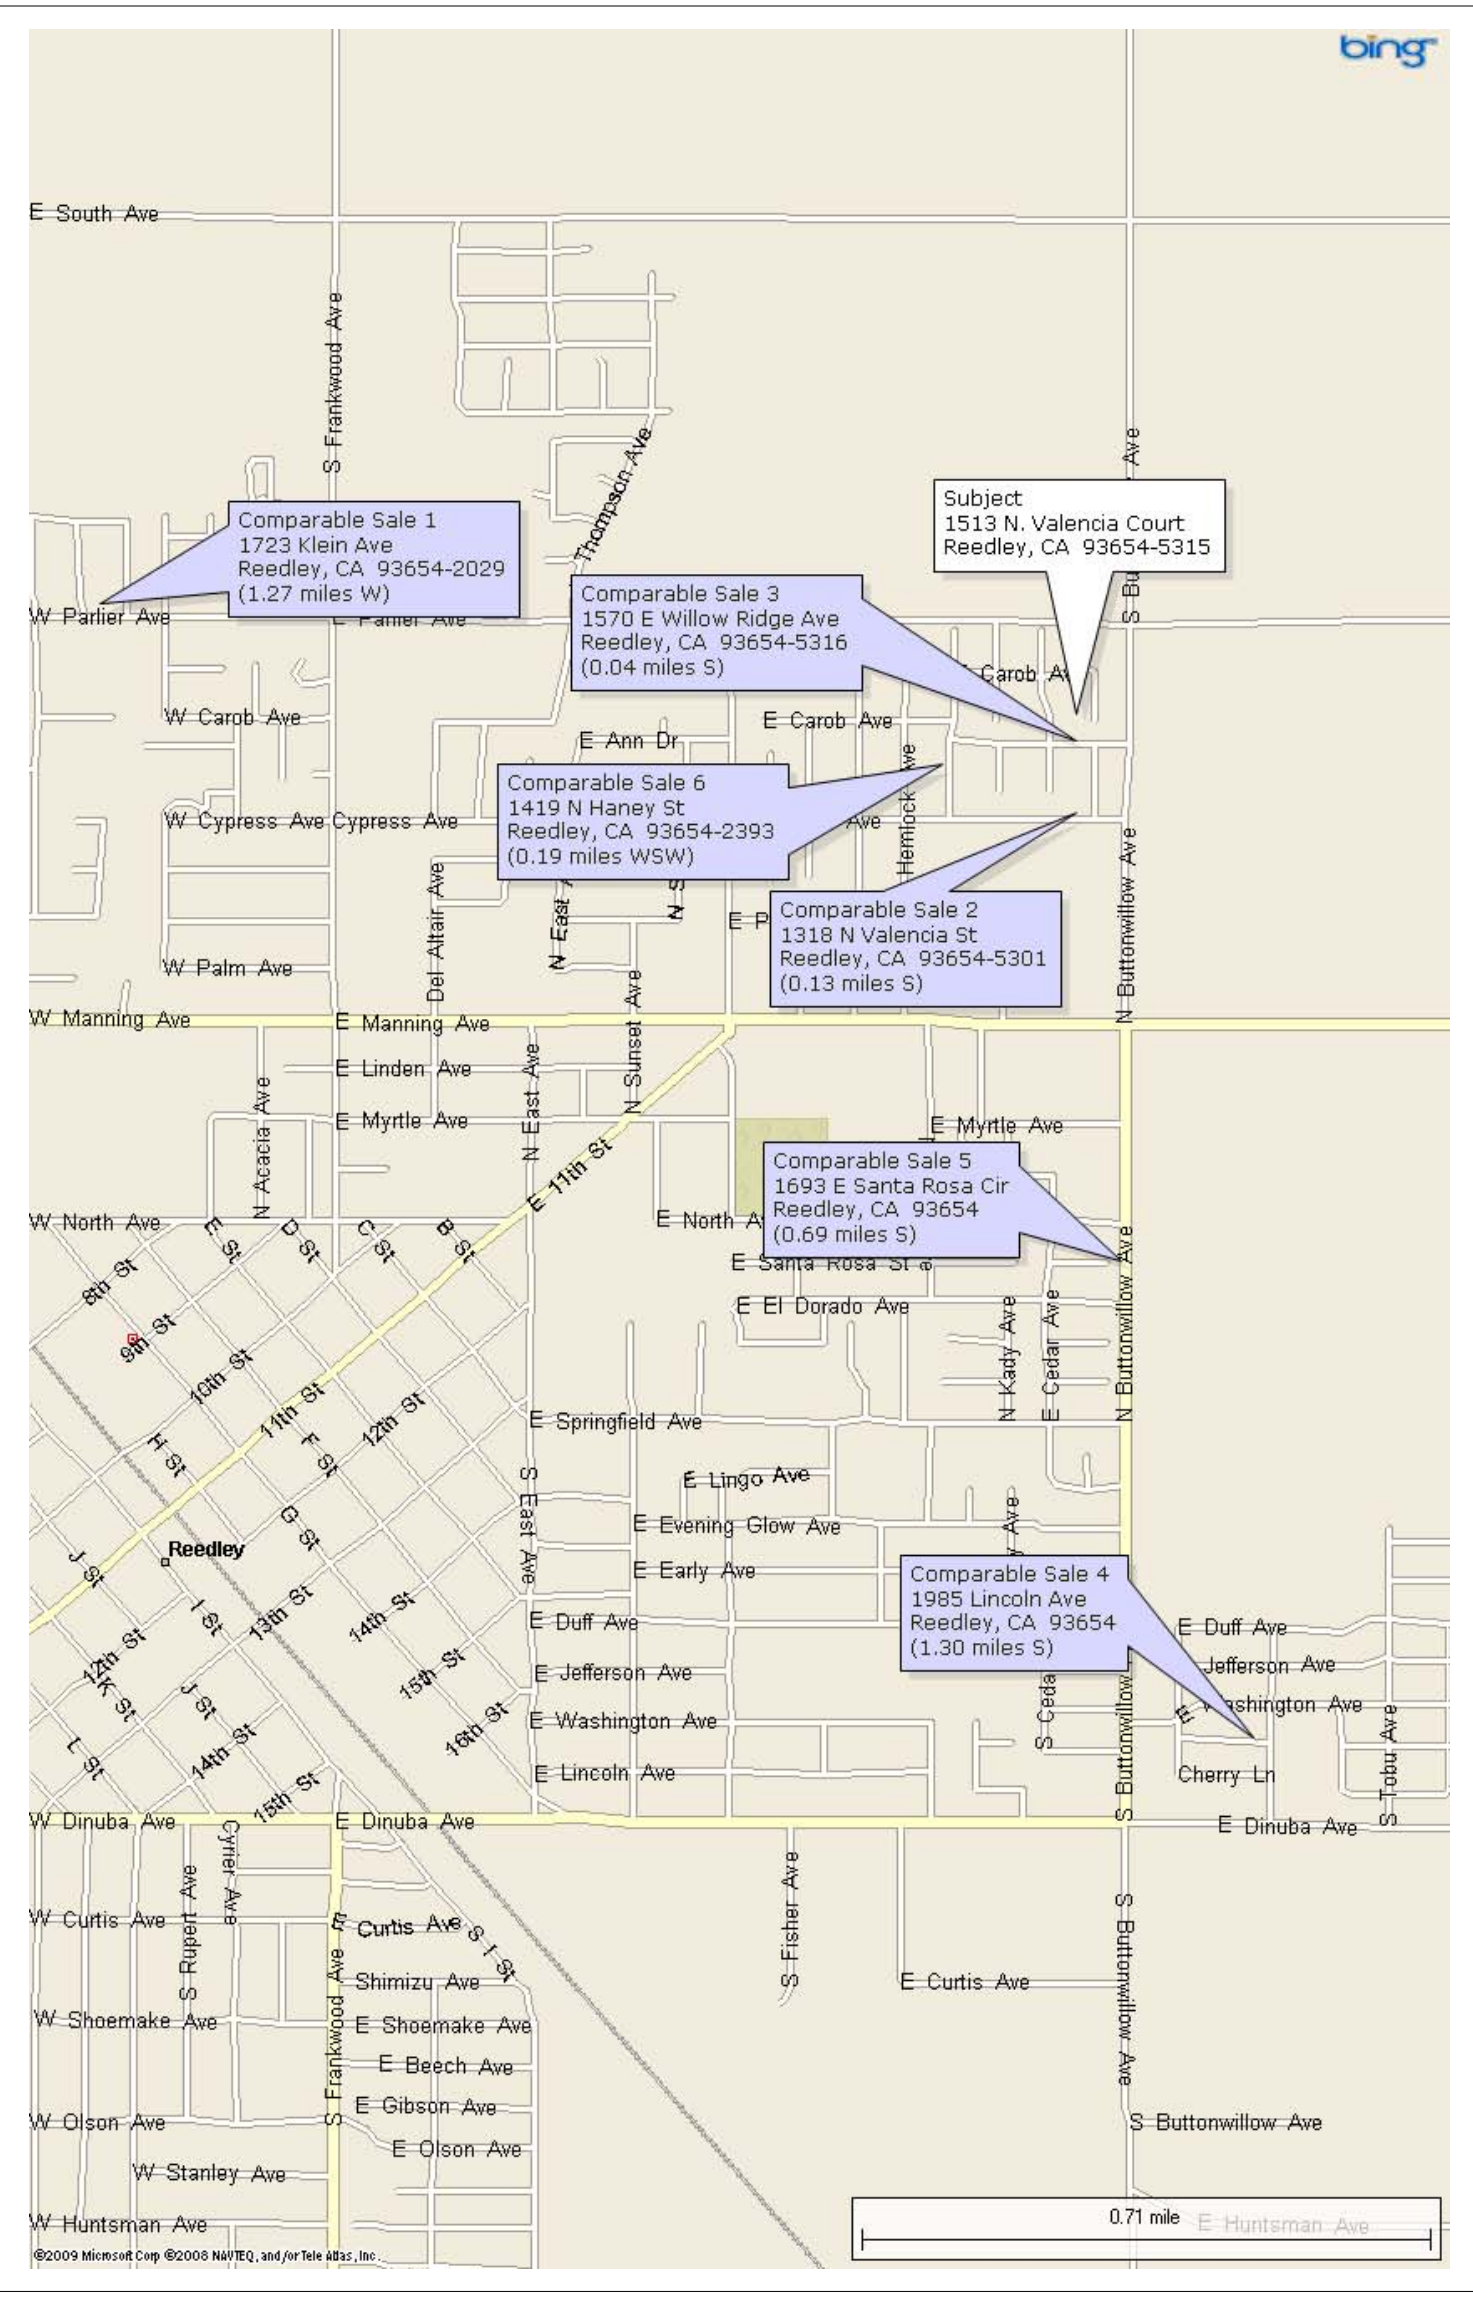 bing
E South Ave
S Frankwood Ave
Thompson Ave
Subject
1513 N. Valencia Court
Reedley, CA 93654-5315
Comparable Sale 1
1723 Klein Ave
Reedley, CA 93654-2029
(1.27 miles W)
Comparable Sale 3
1570 E Willow Ridge Ave
Reedley, CA 93654-5316
(0.04 miles S)
W Parlier Ave
E Parlier Ave
Carob
W Carob Ave
E Carob Ave
E Ann Dr
Hemlock Ave
Comparable Sale 6
1419 N Haney St
Reedley, CA 93654-2393
(0.19 miles WSW)
W Cypress Ave
Cypress Ave
Ave
Comparable Sale 2
1318 N Valencia St
Reedley, CA 93654-5301
(0.13 miles S)
Del Altair Ave
N East
N Sunset Ave
N Buttonwillow Ave
E P
W Palm Ave
W Manning Ave
E Manning Ave
E Linden Ave
E Myrtle Ave
E Myrtle Ave
N Acacia Ave
N East Ave
E 11th St
Comparable Sale 5
1693 E Santa Rosa Cir
Reedley, CA 93654
(0.69 miles S)
W North Ave
E North
E St
D St
C St
B St
E Santa Rosa St
E El Dorado Ave
N Kady Ave
E Cedar Ave
N Buttonwillow Ave
8th St
9th St
10th St
11th St
12th St
E Springfield Ave
H St
F St
G St
S East Ave
E Lingo Ave
E Evening Glow Ave
E Early Ave
Reedley
J St
I St
13th St
14th St
15th St
16th St
Comparable Sale 4
1985 Lincoln Ave
Reedley, CA 93654
(1.30 miles S)
E Duff Ave
E Duff Ave
E Jefferson Ave
Jefferson Ave
E Washington Ave
E Washington Ave
E Lincoln Ave
Cherry Ln
S Buttonwillow
S Tobu Ave
12th St
K St
J St
L St
14th St
15th St
W Dinuba Ave
E Dinuba Ave
E Dinuba Ave
Cyrier Ave
S Rupert Ave
S Fisher Ave
W Curtis Ave
E Curtis Ave
S I St
Shimizu Ave
E Curtis Ave
S Buttonwillow Ave
W Shoemake Ave
E Shoemake Ave
S Frankwood Ave
E Beech Ave
E Gibson Ave
W Olson Ave
E Olson Ave
S Buttonwillow Ave
W Stanley Ave
W Huntsman Ave
0.71 mile
E Huntsman Ave
©2009 Microsoft Corp ©2008 NAVTEQ, and/or Tele Atlas, Inc.